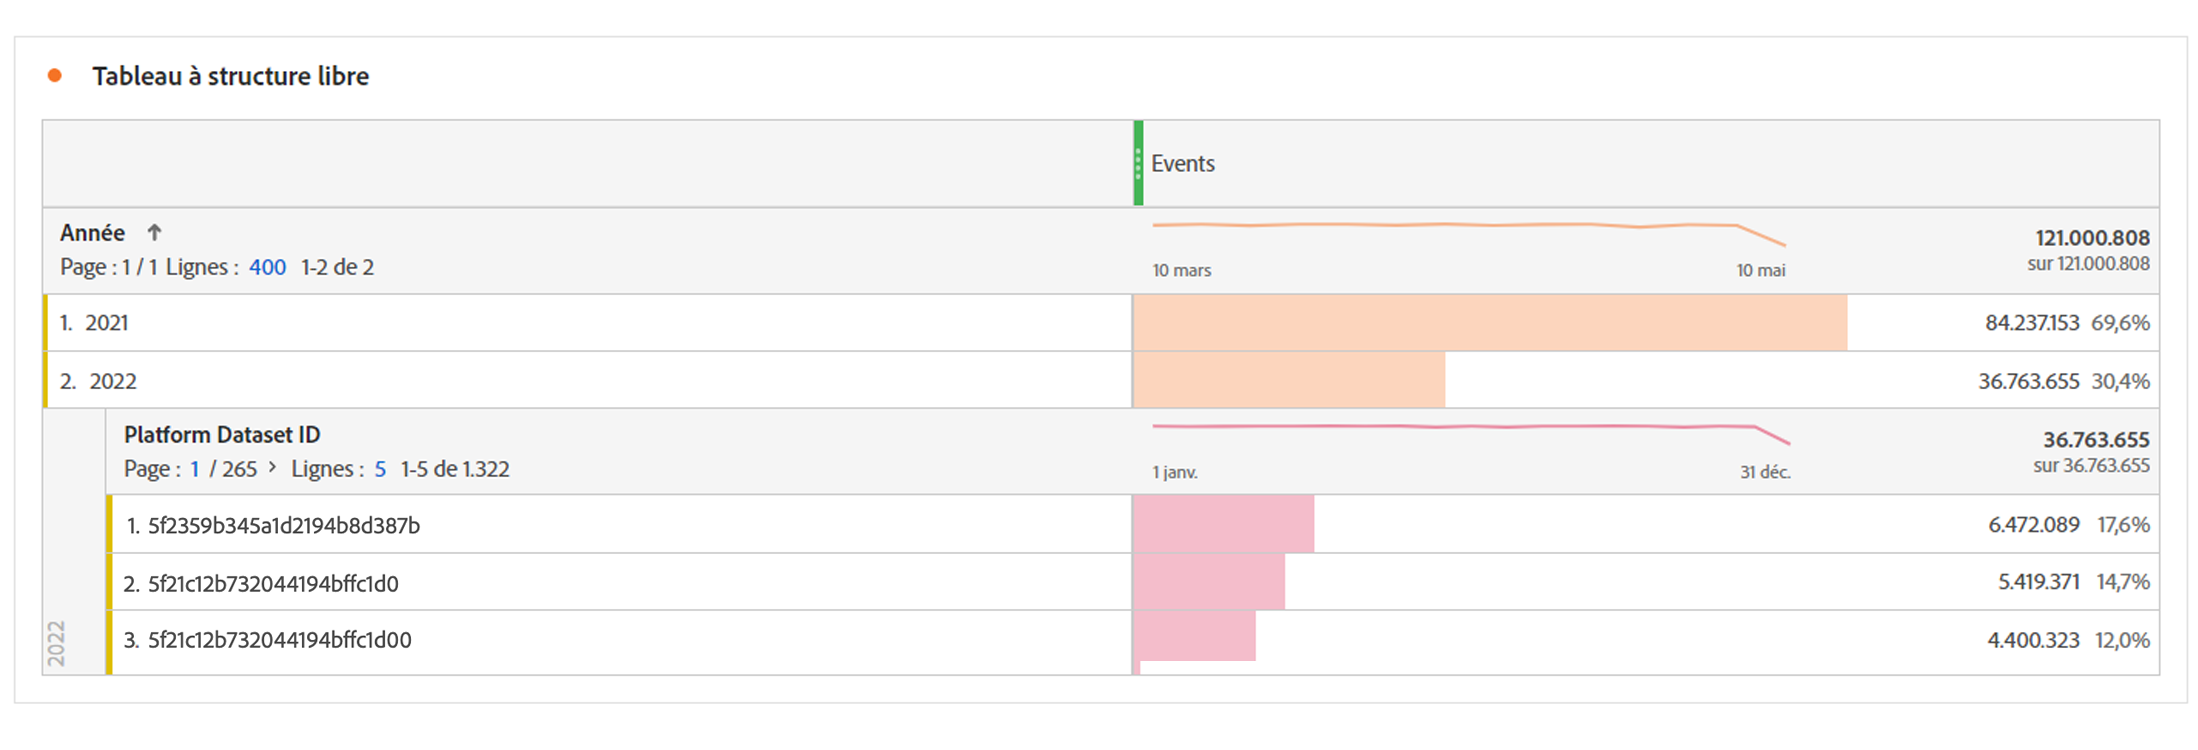 Tableau à structure libre
Events
Année ↑
Page : 1 / 1 Lignes : 400 1-2 de 2
10 mars
10 mai
121.000.808
sur 121.000.808
1. 2021
84.237.153 69,6%
2. 2022
36.763.655 30,4%
Platform Dataset ID
Page : 1 / 265 > Lignes : 5 1-5 de 1.322
1 janv.
31 déc.
36.763.655
sur 36.763.655
1. 5f2359b345a1d2194b8d387b
6.472.089 17,6%
2. 5f21c12b732044194bffc1d0
5.419.371 14,7%
3. 5f21c12b732044194bffc1d00
4.400.323 12,0%
2022